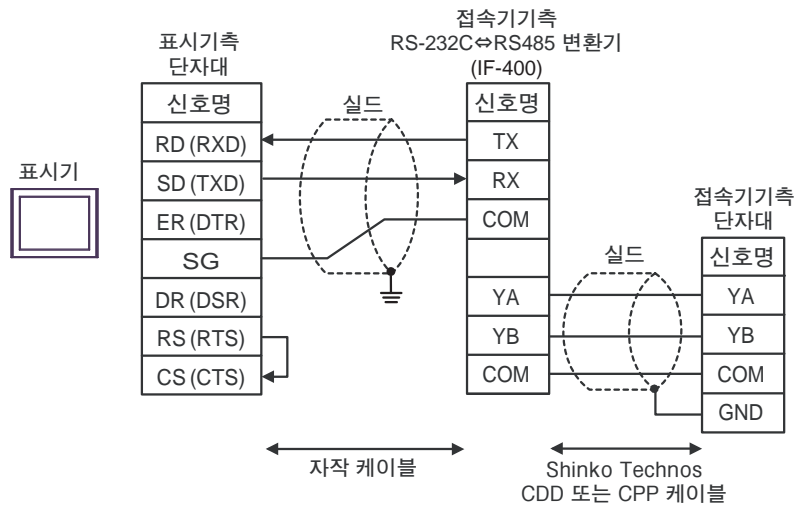 접속기기측
RS-232C⇔RS485 변환기
(IF-400)
표시기측
단자대
신호명
RD (RXD)
SD (TXD)
ER (DTR)
SG
DR (DSR)
RS (RTS)
CS (CTS)
실드
신호명
TX
RX
COM
YA
YB
COM
표시기
접속기기측
단자대
실드
신호명
YA
YB
COM
GND
자작 케이블
Shinko Technos
CDD 또는 CPP 케이블